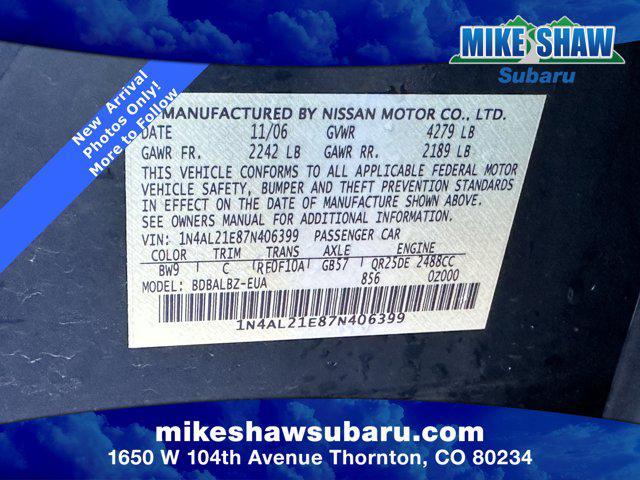 MIKE SHAW
Subaru
New Arrival
Photos Only!
More to Follow
MANUFACTURED BY NISSAN MOTOR CO., LTD.
DATE 11/06 GVWR 4279 LB
GAWR FR. 2242 LB GAWR RR. 2189 LB
THIS VEHICLE CONFORMS TO ALL APPLICABLE FEDERAL MOTOR
VEHICLE SAFETY, BUMPER AND THEFT PREVENTION STANDARDS
IN EFFECT ON THE DATE OF MANUFACTURE SHOWN ABOVE.
SEE OWNERS MANUAL FOR ADDITIONAL INFORMATION.
VIN: 1N4AL21E87N406399 PASSENGER CAR
COLOR TRIM TRANS AXLE ENGINE
BW9 C RE0F10A GB57 QR25DE 2488CC
MODEL: BDBALBZ-EUA 856 0Z000
1N4AL21E87N406399
mikeshawsubaru.com
1650 W 104th Avenue Thornton, CO 80234